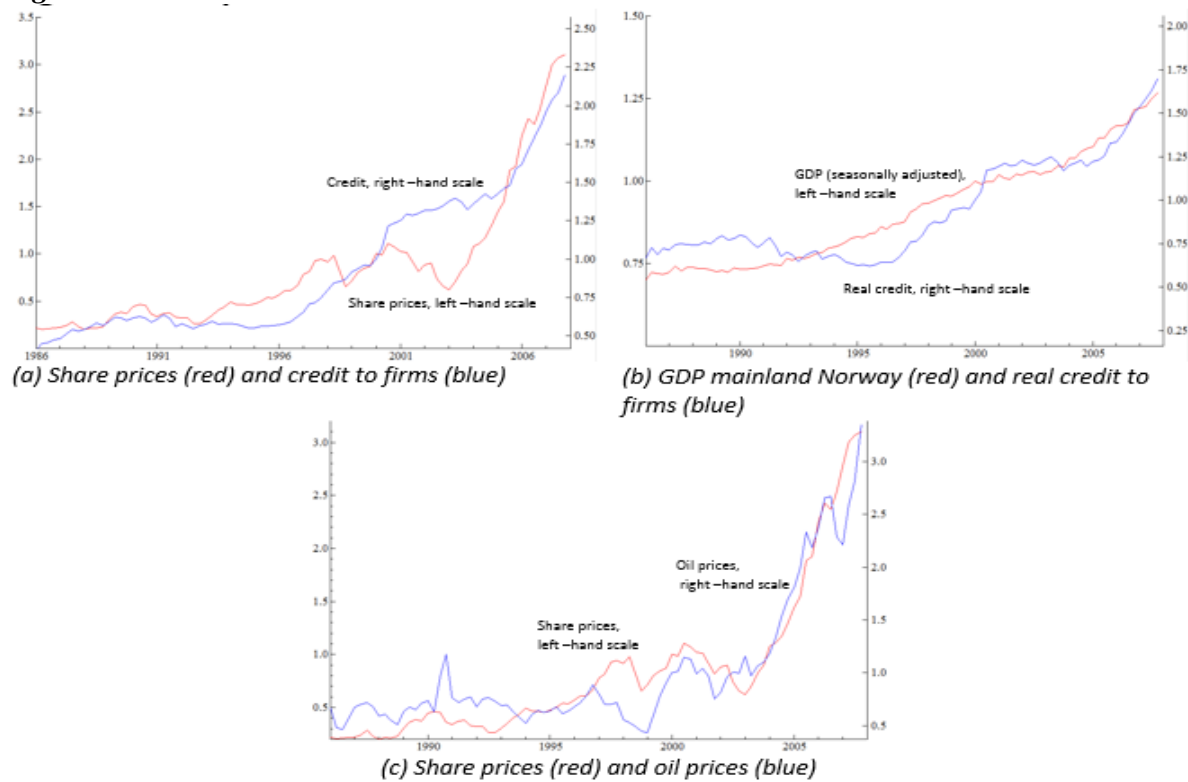 3.5
3.0
2.5
2.0
1.5
1.0
0.5
2.50
2.25
2.00
1.75
1.50
1.25
1.00
0.75
0.50
Credit, right –hand scale
Share prices, left –hand scale
1986 1991 1996 2001 2006
(a) Share prices (red) and credit to firms (blue)
1.50
1.25
1.00
0.75
2.00
1.75
1.50
1.25
1.00
0.75
0.50
0.25
GDP (seasonally adjusted),
left –hand scale
Real credit, right –hand scale
1990 1995 2000 2005
(b) GDP mainland Norway (red) and real credit to
firms (blue)
3.0
2.5
2.0
1.5
1.0
0.5
3.0
2.0
1.0
0.5
Oil prices,
right –hand scale
Share prices,
left –hand scale
1990 1995 2000 2005
(c) Share prices (red) and oil prices (blue)